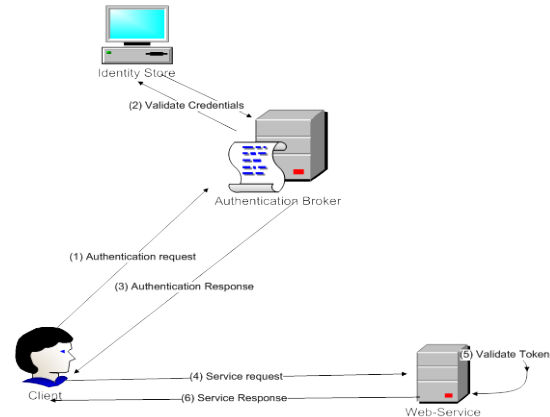 Identity Store
(2) Validate Credentials
Authentication Broker
(1) Authentication request
(3) Authentication Response
(5) Validate Token
(4) Service request
Client
(6) Service Response
Web-Service